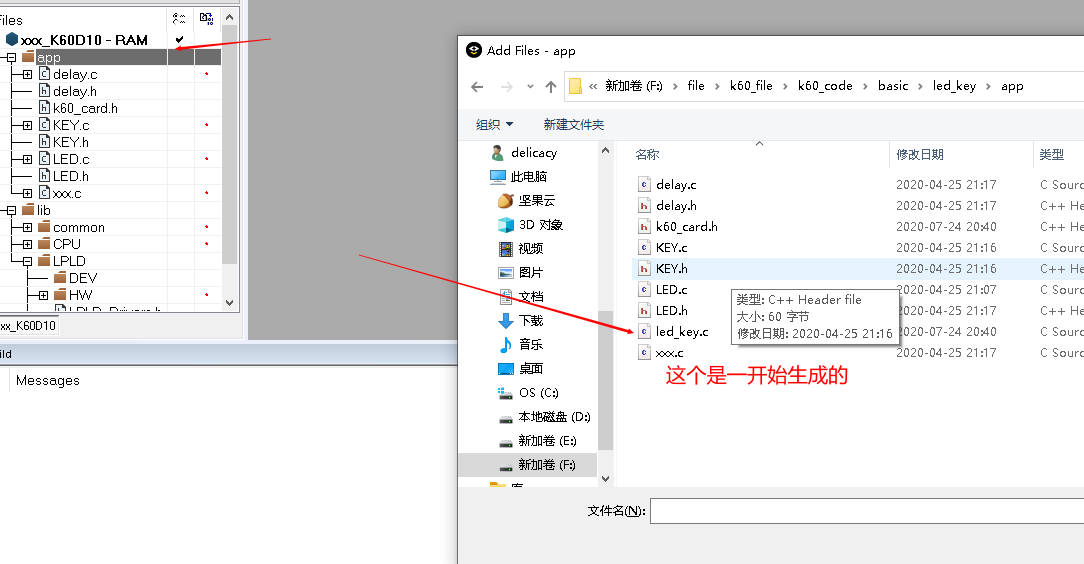 Files
xxx_K60D10 - RAM
app
delay.c
delay.h
k60_card.h
KEY.c
KEY.h
LED.c
LED.h
xxx.c
lib
common
CPU
LPLD
DEV
HW
xx_K60D10
ild
Messages
Add Files - app
« 新加卷 (F:) › file › k60_file › k60_code › basic › led_key › app
组织 新建文件夹
delicacy
此电脑
坚果云
3D 对象
视频
图片
文档
下载
音乐
桌面
OS (C:)
本地磁盘 (D:)
新加卷 (E:)
新加卷 (F:)
名称 修改日期 类型
delay.c 2020-04-25 21:17 C Sourc
delay.h 2020-04-25 21:17 C++ He
k60_card.h 2020-07-24 20:40 C++ He
KEY.c 2020-04-25 21:16 C Sourc
KEY.h 2020-04-25 21:16 C++ He
LED.c 2020-04-25 21:07 C Sourc
LED.h C++ He
led_key.c 2020-07-24 20:40 C Sourc
xxx.c 2020-04-25 21:17 C Sourc
类型: C++ Header file
大小: 60 字节
修改日期: 2020-04-25 21:16
这个是一开始生成的
文件名(N):